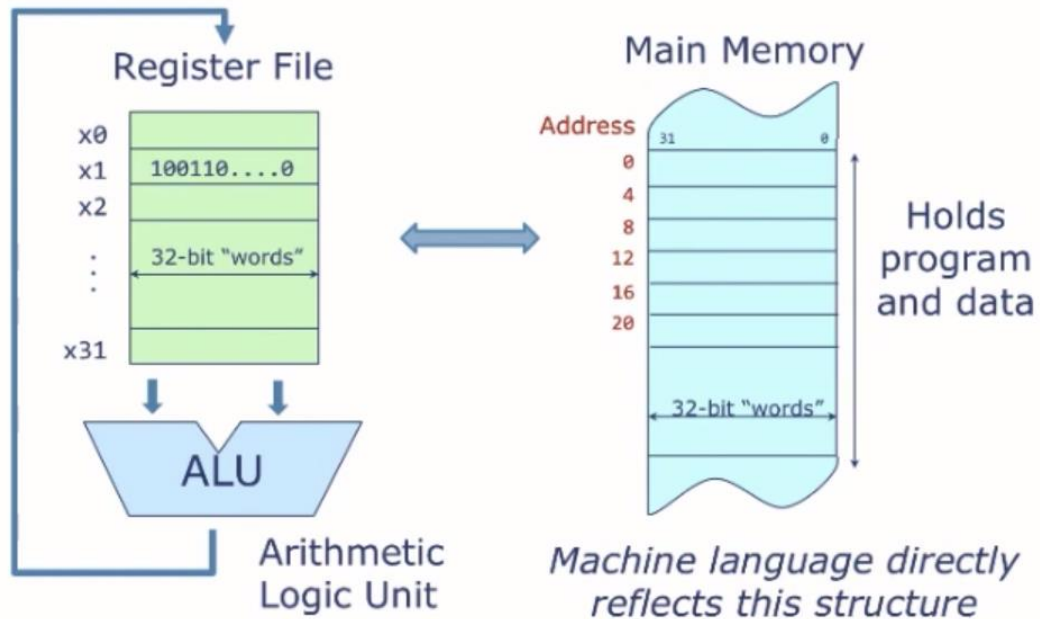 Register File
x0
x1
100110....0
x2
32-bit “words”
x31
ALU
Arithmetic
Logic Unit
Main Memory
Address
31 0
0
4
8
12
16
20
32-bit “words”
Holds
program
and data
Machine language directly
reflects this structure